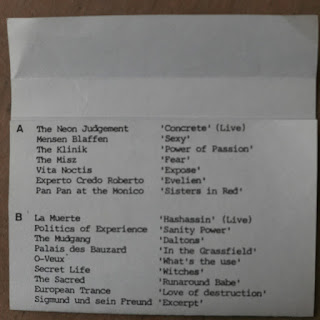 A The Neon Judgement 'Concrete' (Live)
Mensen Blaffen 'Sexy'
The Klinik 'Power of Passion'
The Misz 'Fear'
Vita Noctis 'Expose'
Experto Credo Roberto 'Evelien'
Pan Pan at the Monico 'Sisters in Red'
B La Muerte 'Hashassin' (Live)
Politics of Experience 'Sanity Power'
The Mudgang 'Daltons'
Palais des Bauzard 'In the Grassfield'
O-Veux 'What's the use'
Secret Life 'Witches'
The Sacred 'Runaround Babe'
European Trance 'Love of destruction'
Sigmund und sein Freund 'Excerpt'